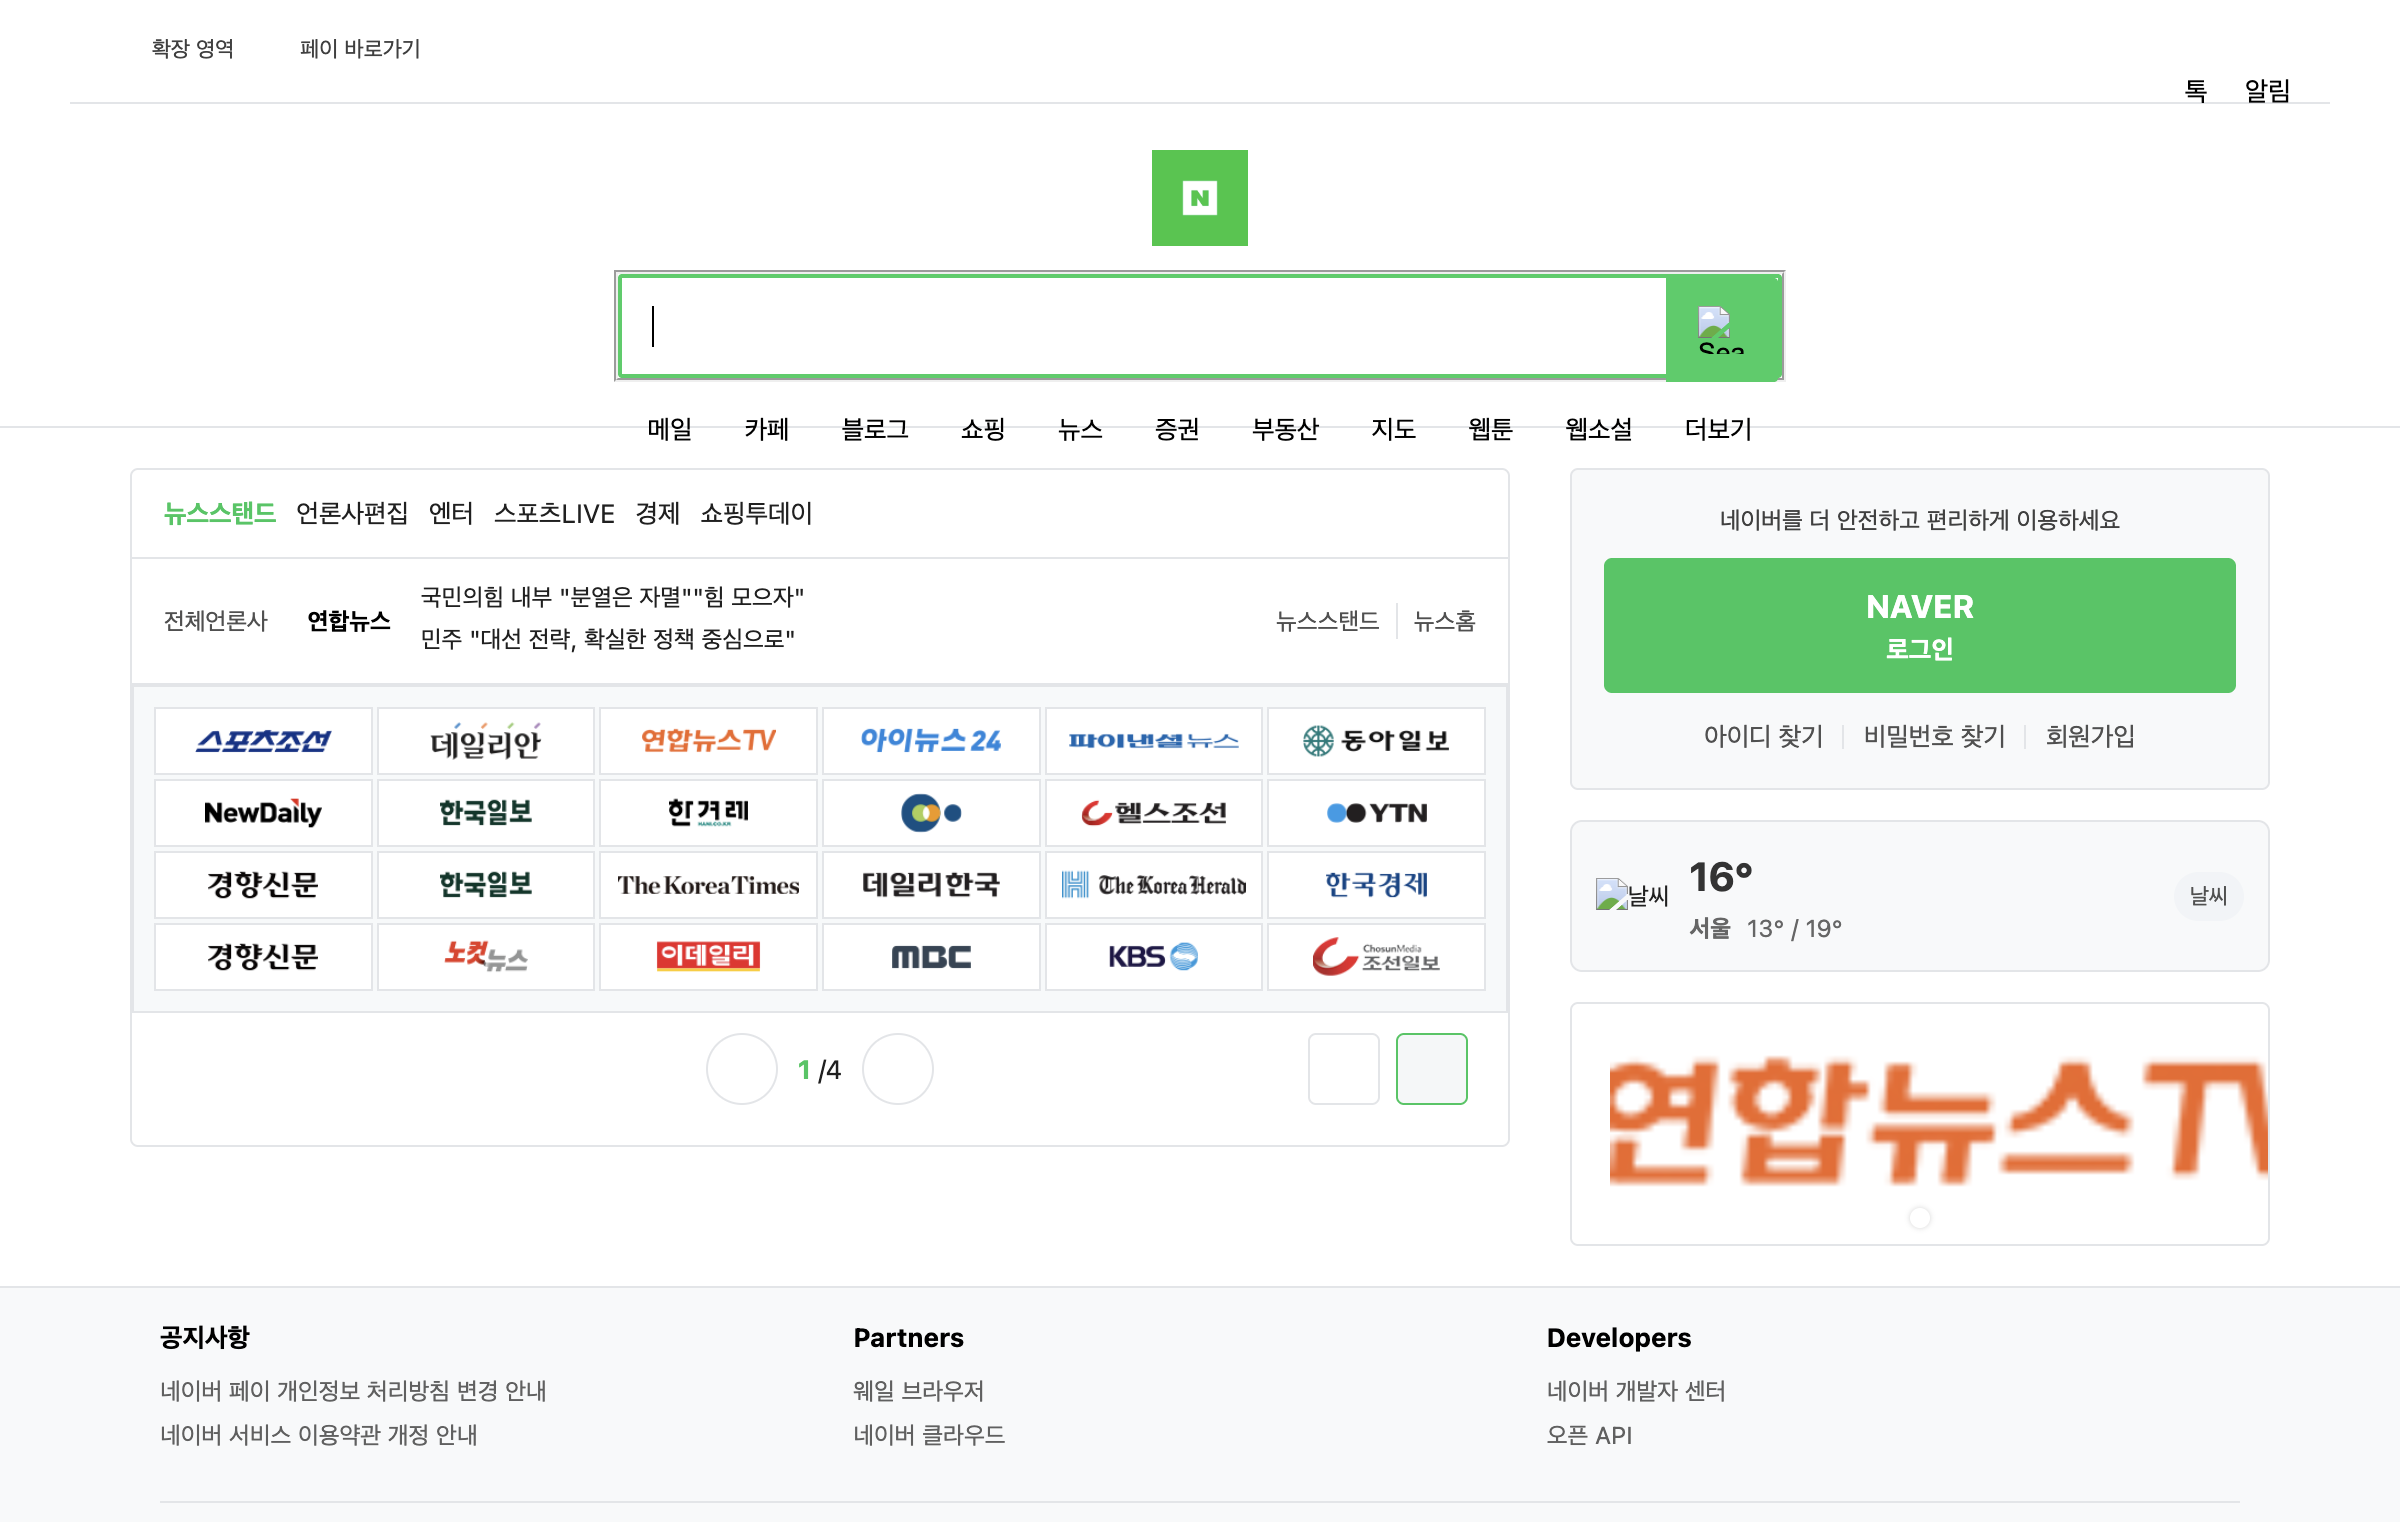 확장 영역
페이 바로가기
톡
알림
N
메일
카페
블로그
쇼핑
뉴스
증권
부동산
지도
웹툰
웹소설
더보기
뉴스스탠드
언론사편집
엔터
스포츠LIVE
경제
쇼핑투데이
전체언론사
연합뉴스
국민의힘 내부 "분열은 자멸""힘 모으자"
민주 "대선 전략, 확실한 정책 중심으로"
뉴스스탠드
뉴스홈
스포츠조선
데일리안
연합뉴스TV
아이뉴스24
파이낸셜뉴스
동아일보
NewDaily
한국일보
한겨레
헬스조선
YTN
경향신문
한국일보
The Korea Times
데일리한국
The Korea Herald
한국경제
경향신문
노컷뉴스
이데일리
MBC
KBS
ChosunMedia
조선일보
1 /4
네이버를 더 안전하고 편리하게 이용하세요
NAVER
로그인
아이디 찾기
비밀번호 찾기
회원가입
날씨
16°
서울 13° / 19°
날씨
연합뉴스TV
공지사항
네이버 페이 개인정보 처리방침 변경 안내
네이버 서비스 이용약관 개정 안내
Partners
웨일 브라우저
네이버 클라우드
Developers
네이버 개발자 센터
오픈 API